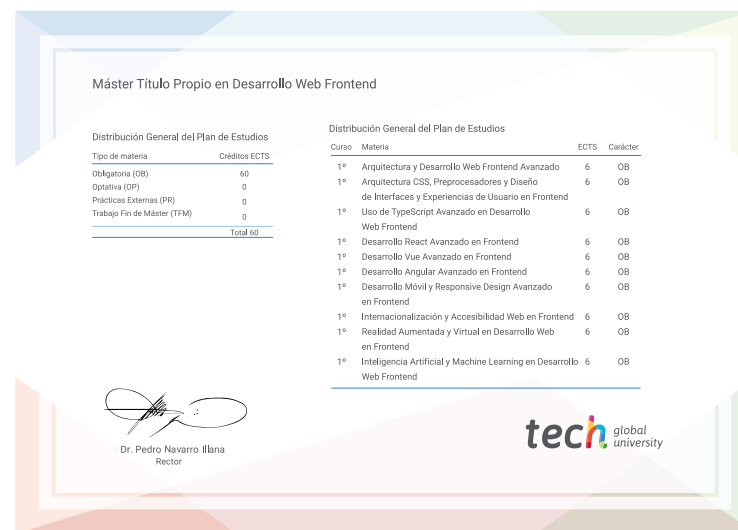 Máster Título Propio en Desarrollo Web Frontend
Distribución General del Plan de Estudios
Tipo de materia Créditos ECTS
Obligatoria (OB) 60
Optativa (OP) 0
Prácticas Externas (PR) 0
Trabajo Fin de Máster (TFM) 0
Total 60
Distribución General del Plan de Estudios
Curso Materia ECTS Carácter
1º Arquitectura y Desarrollo Web Frontend Avanzado 6 OB
1º Arquitectura CSS, Preprocesadores y Diseño 6 OB
de Interfaces y Experiencias de Usuario en Frontend
1º Uso de TypeScript Avanzado en Desarrollo 6 OB
Web Frontend
1º Desarrollo React Avanzado en Frontend 6 OB
1º Desarrollo Vue Avanzado en Frontend 6 OB
1º Desarrollo Angular Avanzado en Frontend 6 OB
1º Desarrollo Móvil y Responsive Design Avanzado 6 OB
en Frontend
1º Internacionalización y Accesibilidad Web en Frontend 6 OB
1º Realidad Aumentada y Virtual en Desarrollo Web 6 OB
en Frontend
1º Inteligencia Artificial y Machine Learning en Desarrollo 6 OB
Web Frontend
Dr. Pedro Navarro Illana
Rector
tech global
university